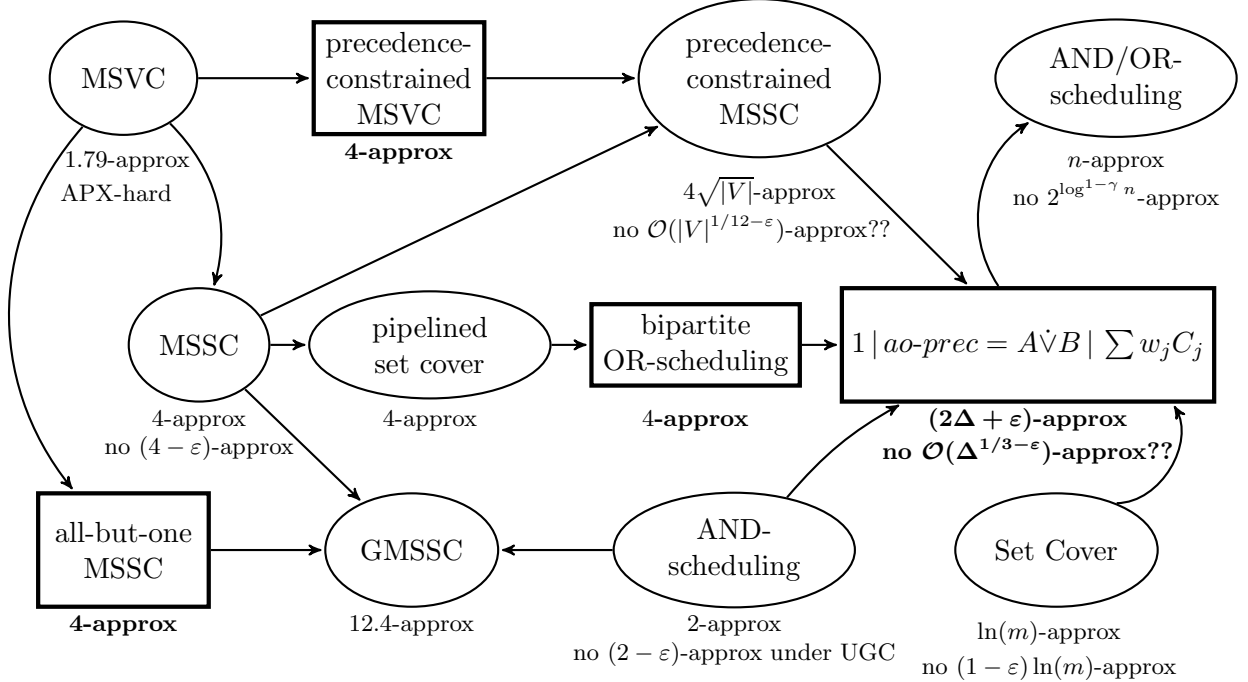 MSVC
1.79-approx
APX-hard
precedence-
constrained
MSVC
4-approx
precedence-
constrained
MSSC
4√|V|-approx
no 𝒪(|V|^{1/12−ε})-approx??
AND/OR-
scheduling
n-approx
no 2^{log^{1−γ} n}-approx
MSSC
4-approx
no (4 − ε)-approx
pipelined
set cover
4-approx
bipartite
OR-scheduling
4-approx
1 | ao-prec = A∨̇B | ∑ w_jC_j
(2Δ + ε)-approx
no 𝒪(Δ^{1/3−ε})-approx??
all-but-one
MSSC
4-approx
GMSSC
12.4-approx
AND-
scheduling
2-approx
no (2 − ε)-approx under UGC
Set Cover
ln(m)-approx
no (1 − ε) ln(m)-approx